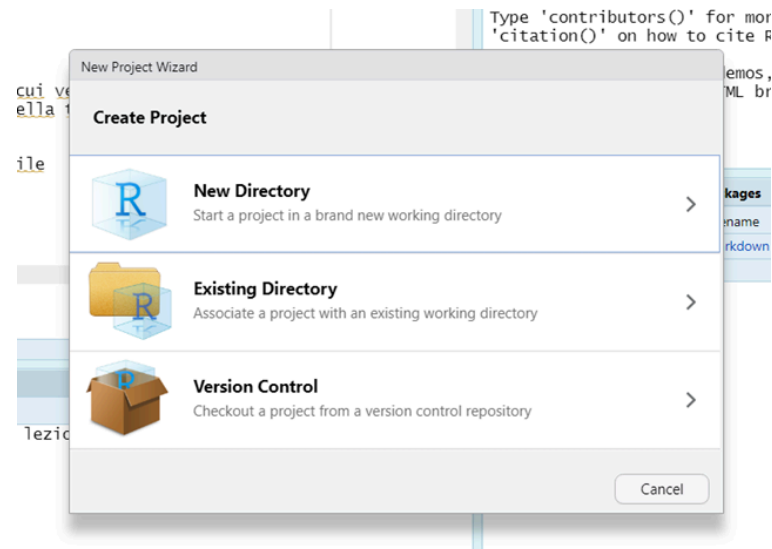 Type 'contributors()' for mor
'citation()' on how to cite R
New Project Wizard
emos,
cui ve
ML br
ella t
Create Project
ile
R
New Directory
Start a project in a brand new working directory
kages
ename
rkdown
R
Existing Directory
Associate a project with an existing working directory
Version Control
Checkout a project from a version control repository
lezio
Cancel